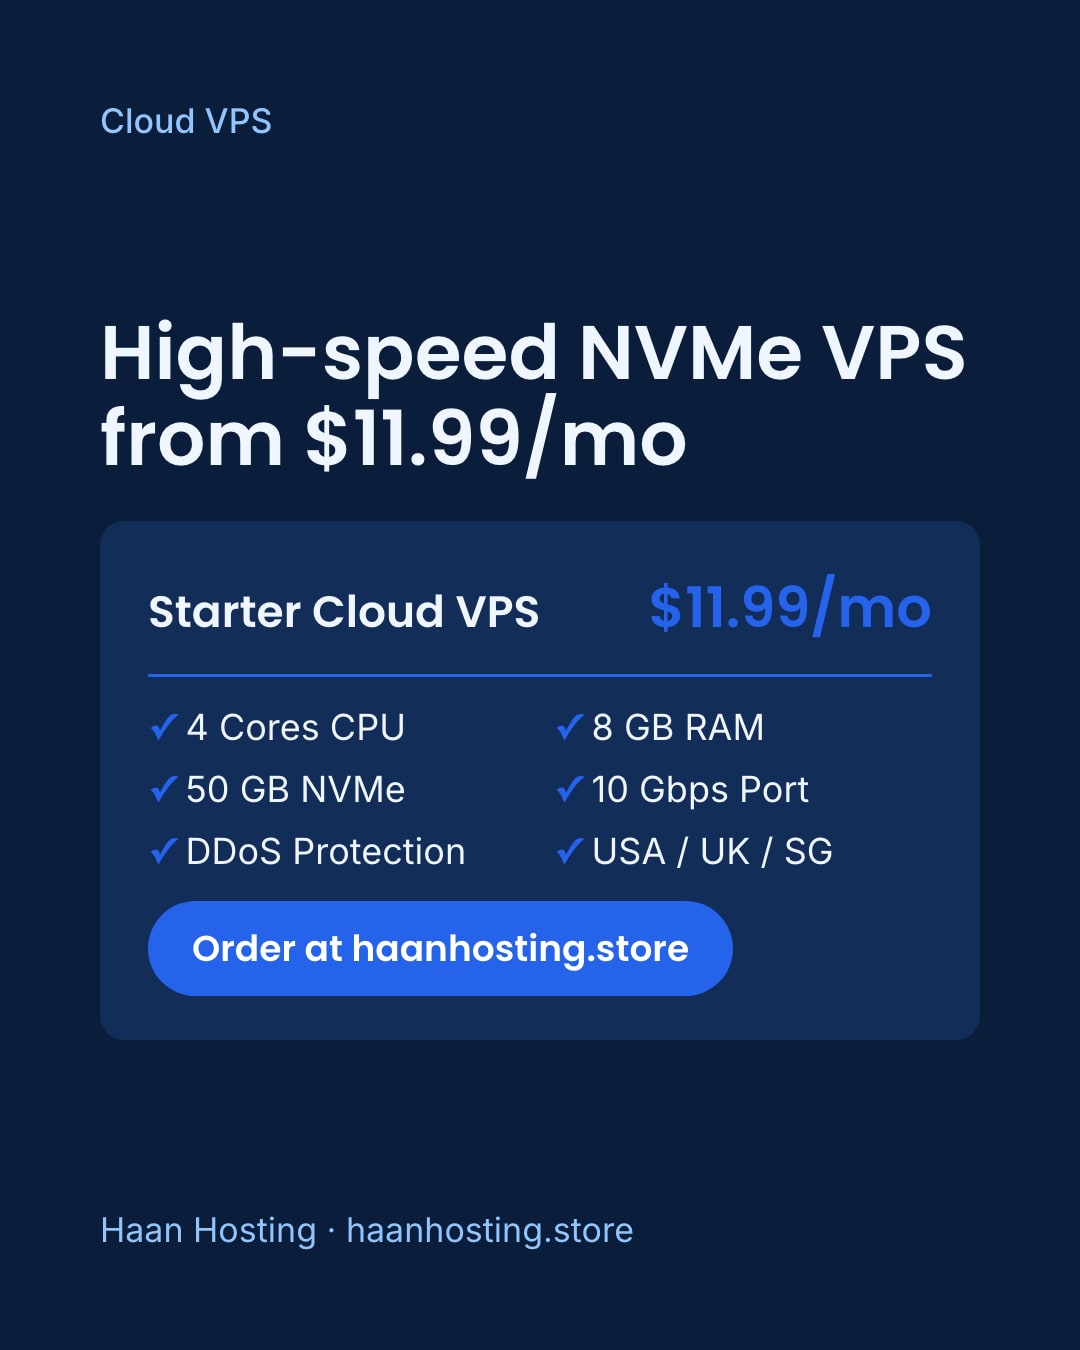 Cloud VPS
High-speed NVMe VPS
from $11.99/mo
Starter Cloud VPS $11.99/mo
✓ 4 Cores CPU ✓ 8 GB RAM
✓ 50 GB NVMe ✓ 10 Gbps Port
✓ DDoS Protection ✓ USA / UK / SG
Order at haanhosting.store
Haan Hosting · haanhosting.store